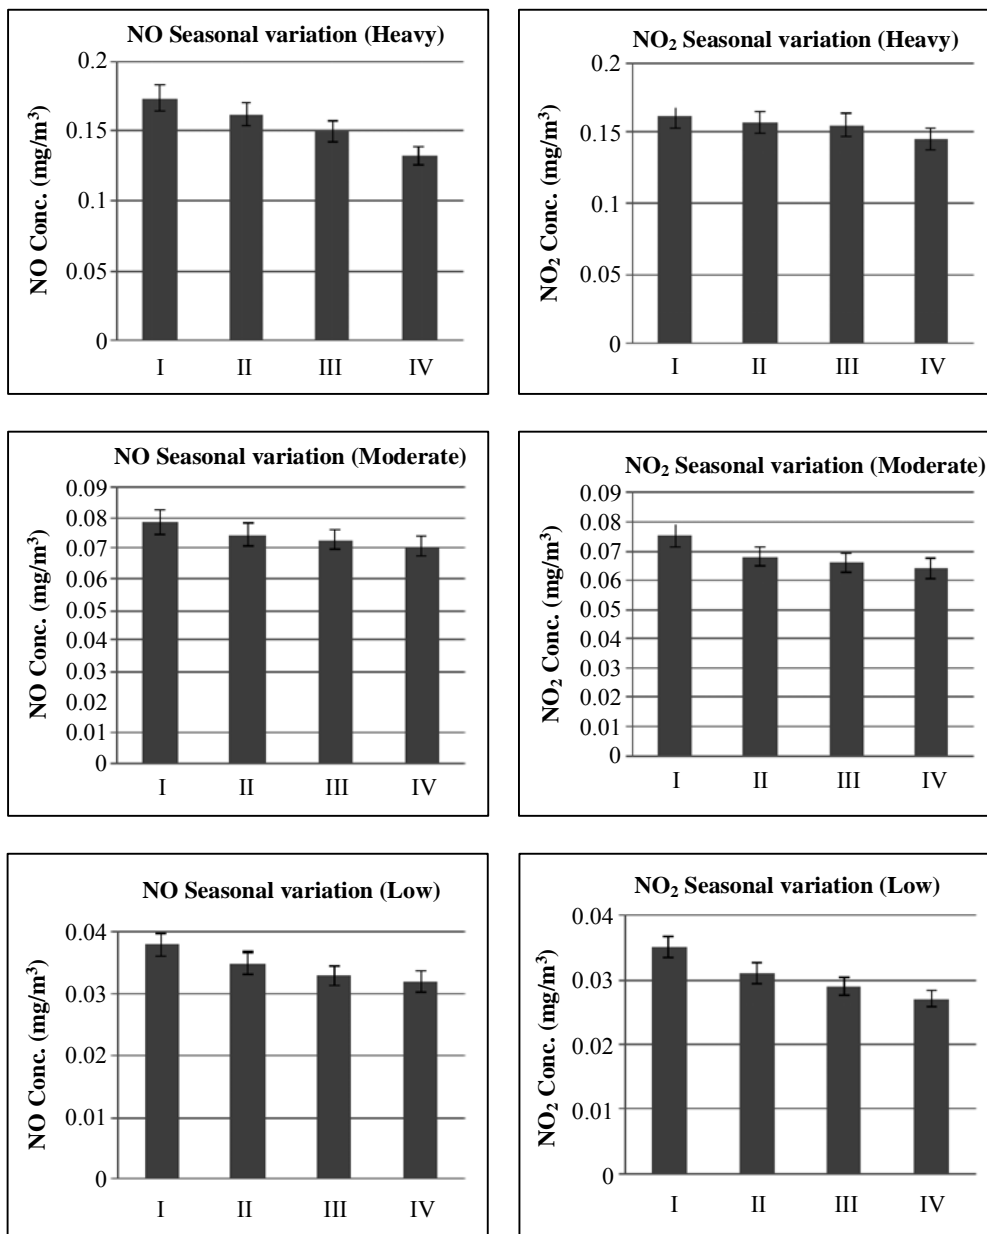 NO Seasonal variation (Heavy)
NO Conc. (mg/m³)
0.2
0.15
0.1
0.05
0
I II III IV
NO₂ Seasonal variation (Heavy)
NO₂ Conc. (mg/m³)
0.2
0.15
0.1
0.05
0
I II III IV
NO Seasonal variation (Moderate)
NO Conc. (mg/m³)
0.09
0.08
0.07
0.06
0.05
0.04
0.03
0.02
0.01
0
I II III IV
NO₂ Seasonal variation (Moderate)
NO₂ Conc. (mg/m³)
0.09
0.08
0.07
0.06
0.05
0.04
0.03
0.02
0.01
0
I II III IV
NO Seasonal variation (Low)
NO Conc. (mg/m³)
0.04
0.03
0.02
0.01
0
I II III IV
NO₂ Seasonal variation (Low)
NO₂ Conc. (mg/m³)
0.04
0.03
0.02
0.01
0
I II III IV